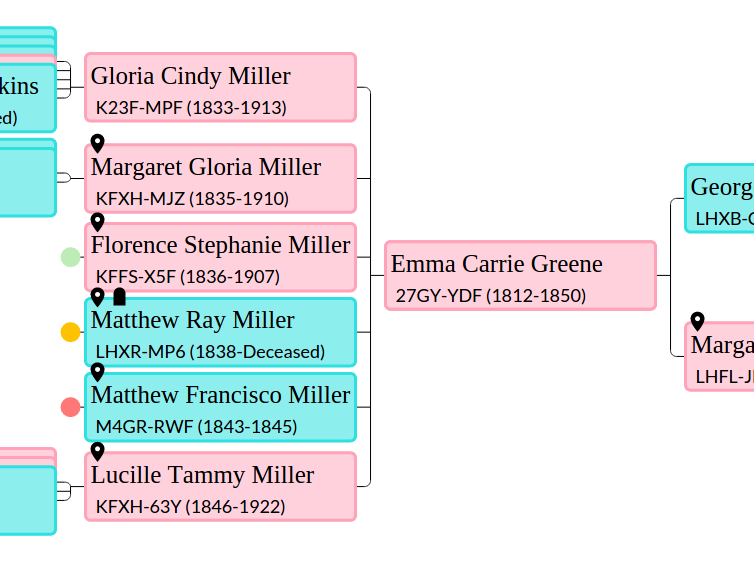 kins
ed)
Gloria Cindy Miller
K23F-MPF (1833-1913)
Margaret Gloria Miller
KFXH-MJZ (1835-1910)
Florence Stephanie Miller
KFFS-X5F (1836-1907)
Matthew Ray Miller
LHXR-MP6 (1838-Deceased)
Matthew Francisco Miller
M4GR-RWF (1843-1845)
Lucille Tammy Miller
KFXH-63Y (1846-1922)
Emma Carrie Greene
27GY-YDF (1812-1850)
Georg
LHXB-
Marga
LHFL-J